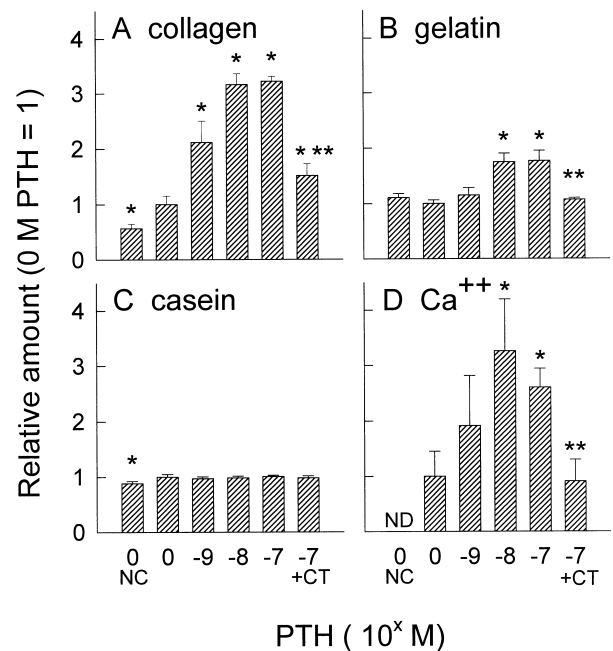 A collagen
B gelatin
4
3
2
1
0
*
*
*
*
* **
*
*
**
Relative amount (0 M PTH = 1)
C casein
D Ca++
4
3
2
1
0
*
ND
*
*
**
0 0 -9 -8 -7 -7
NC +CT
0 0 -9 -8 -7 -7
NC +CT
PTH ( 10ˣ M)